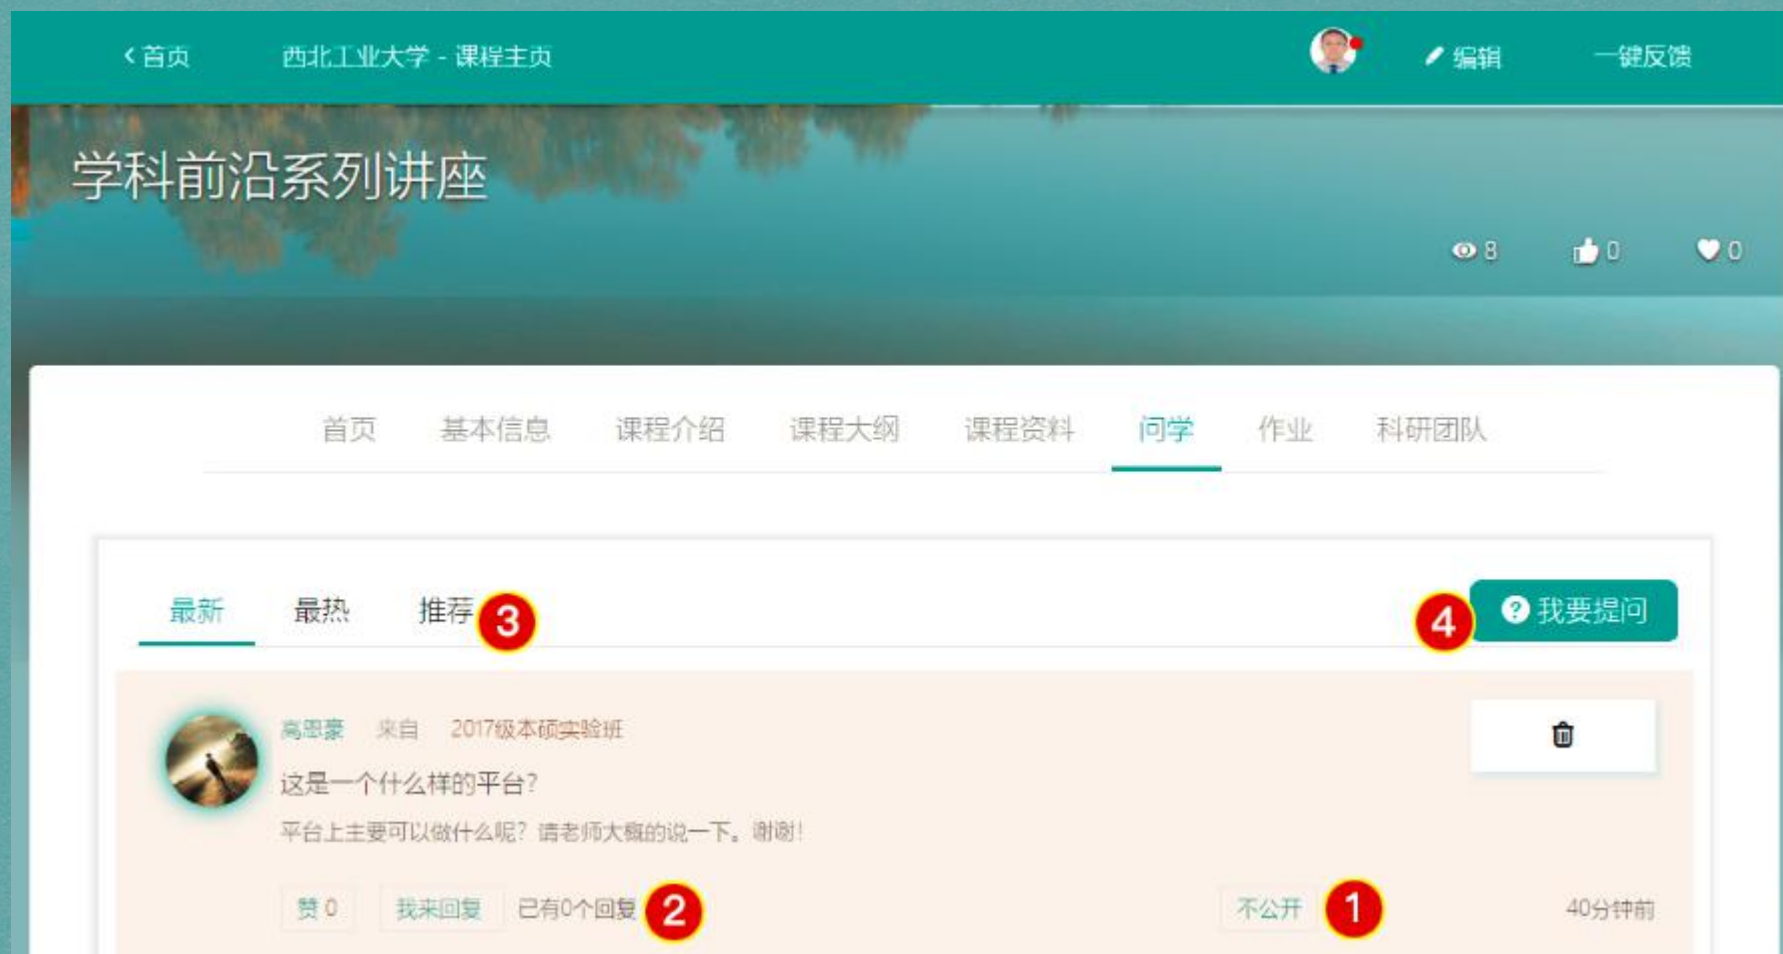 首页 西北工业大学 - 课程主页 编辑 一键反馈
学科前沿系列讲座
8 0 0
首页 基本信息 课程介绍 课程大纲 课程资料 问学 作业 科研团队
最新 最热 推荐 3 4 ? 我要提问
高恩豪 来自 2017级本硕实验班
这是一个什么样的平台?
平台上主要可以做什么呢? 请老师大概的说一下。谢谢!
赞 0 我来回复 已有0个回复 2 不公开 1 40分钟前